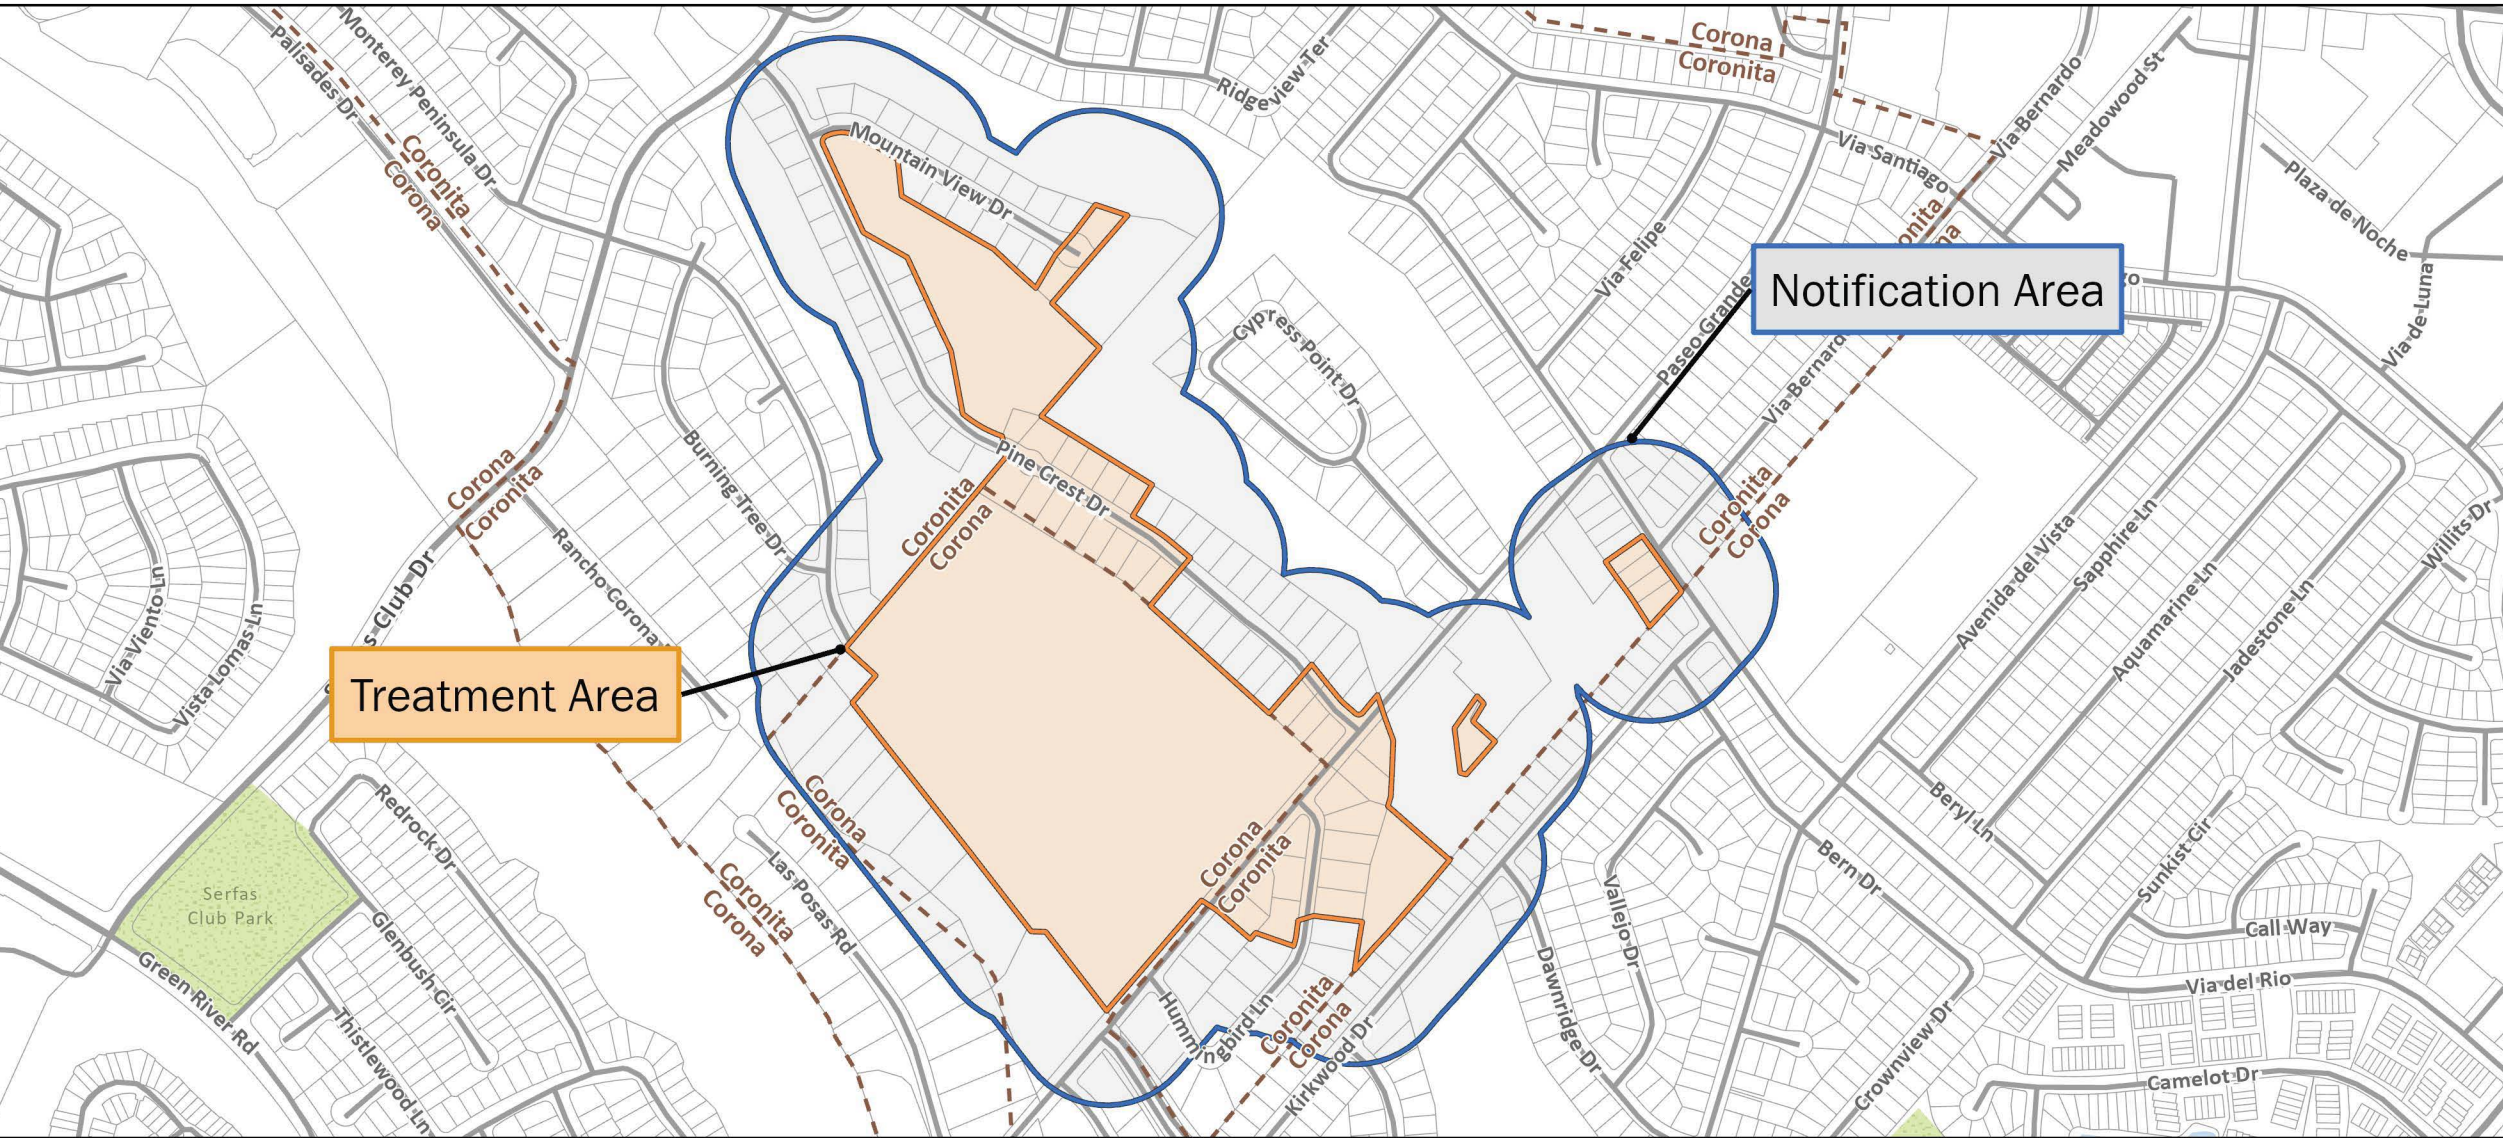 Corona
Coronita
Palisades Dr
Monterey Peninsula Dr
Coronita
Corona
Ridgeview Ter
Mountain View Dr
Via Bernardo
Meadowood St
Via Santiago
Plaza de Noche
Via de Luna
Via Felipe
Paseo Grande
Notification Area
Cypress Point Dr
Burning Tree Dr
Pine Crest Dr
Corona
Coronita
Coronita
Corona
Coronita
Corona
Rancho Corona
Avenida del Vista
Sapphire Ln
Aquamarine Ln
Jadestone Ln
Willits Dr
s Club Dr
Via Viento Ln
Vista Lomas Ln
Treatment Area
Corona
Coronita
Redrock Dr
Las Posas Rd
Coronita
Corona
Corona
Coronita
Serfas
Club Park
Glenbush Cir
Green River Rd
Thistlewood Ln
Hummingbird Ln
Coronita
Corona
Kirkwood Dr
Dawnridge Dr
Vallejo Dr
Bern Dr
Beryl Ln
Sunkist Cir
Call Way
Via del Rio
Crownview Dr
Camelot Dr